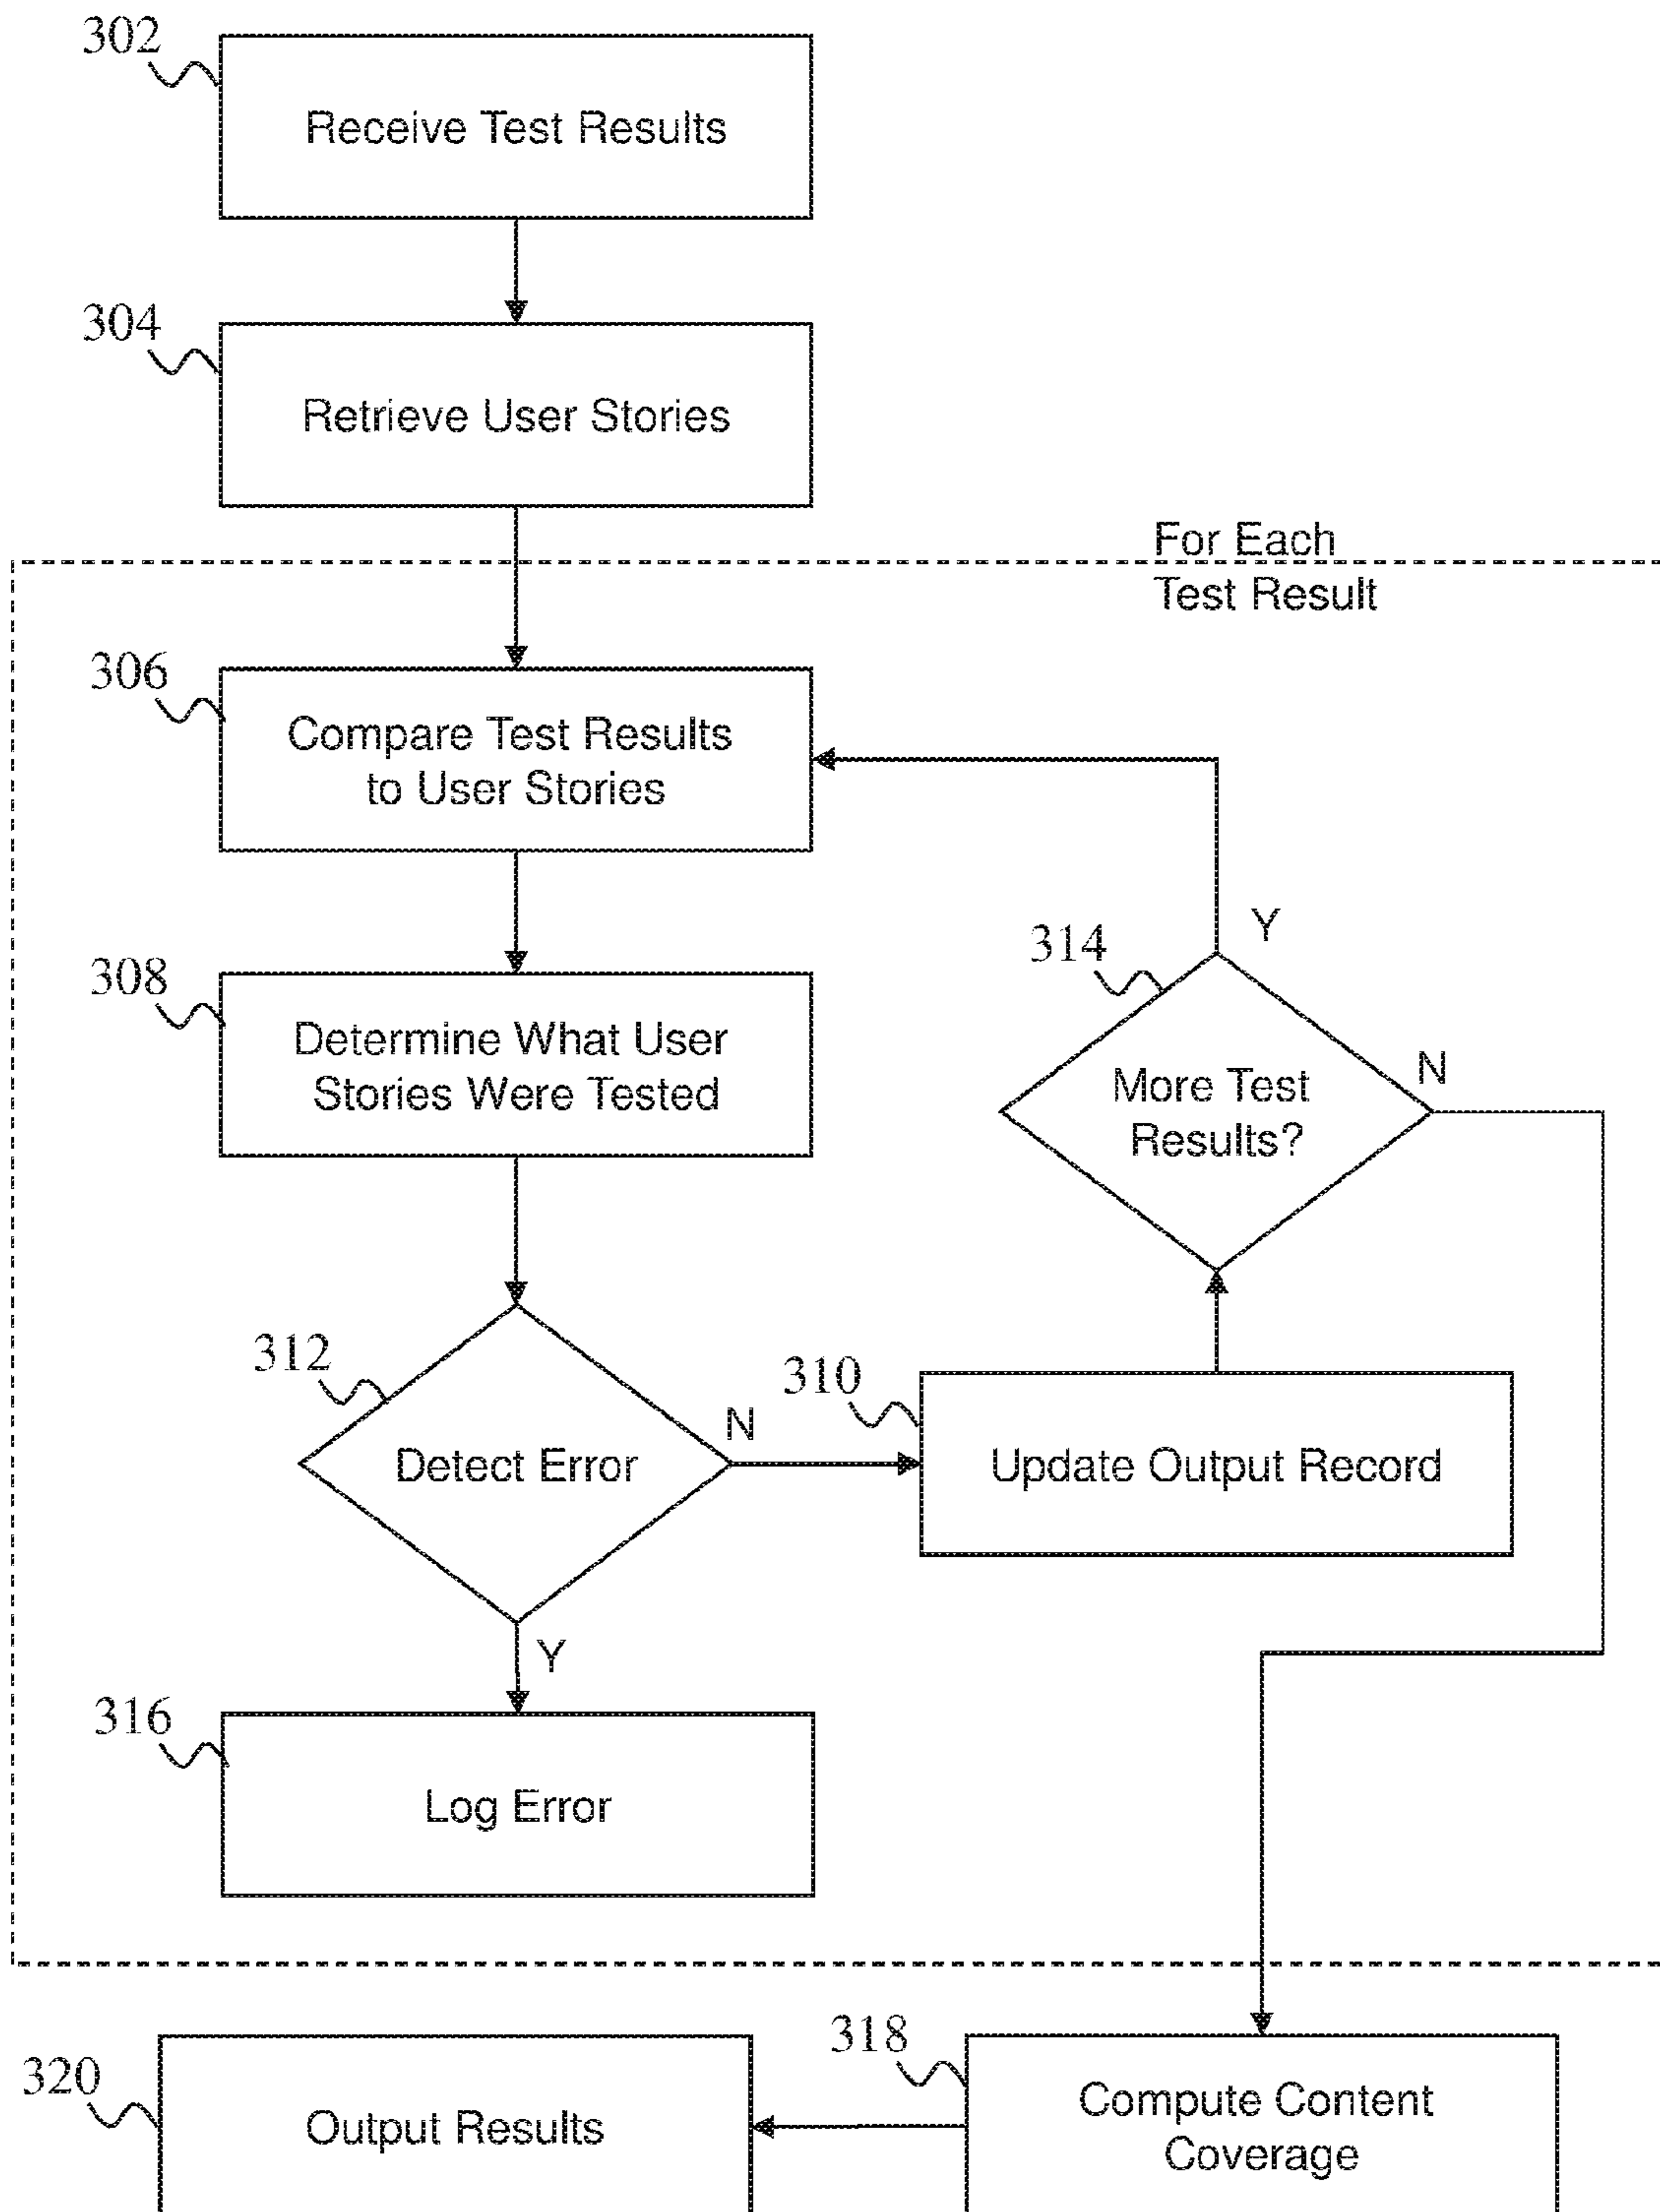 302
Receive Test Results
304
Retrieve User Stories
For Each
Test Result
306
Compare Test Results
to User Stories
308
Determine What User
Stories Were Tested
314
Y
More Test
Results?
N
312
Detect Error
N
310
Update Output Record
Y
316
Log Error
320
Output Results
318
Compute Content
Coverage